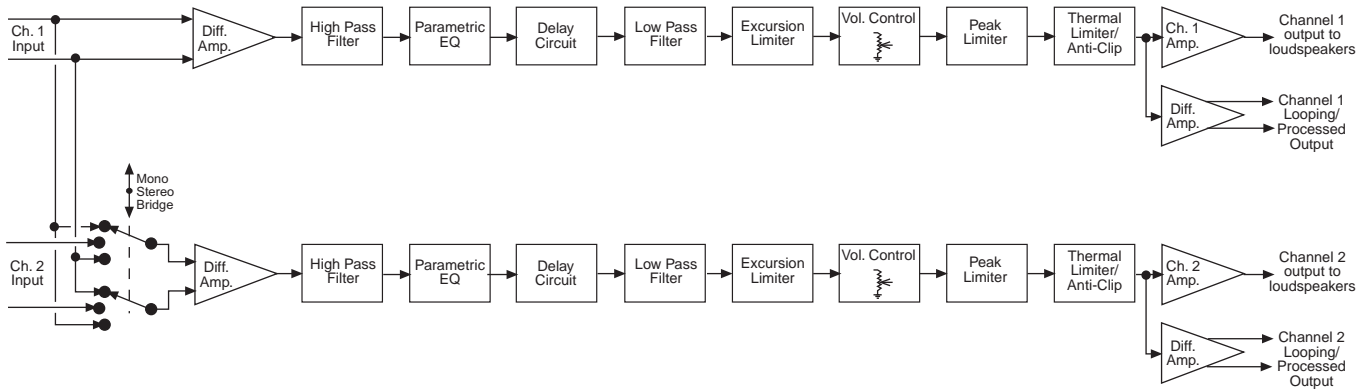 Ch. 1
Input
Diff.
Amp.
High Pass
Filter
Parametric
EQ
Delay
Circuit
Low Pass
Filter
Excursion
Limiter
Vol. Control
Peak
Limiter
Thermal
Limiter/
Anti-Clip
Ch. 1
Amp.
Channel 1
output to
loudspeakers
Diff.
Amp.
Channel 1
Looping/
Processed
Output
Mono
Stereo
Bridge
Ch. 2
Input
Diff.
Amp.
High Pass
Filter
Parametric
EQ
Delay
Circuit
Low Pass
Filter
Excursion
Limiter
Vol. Control
Peak
Limiter
Thermal
Limiter/
Anti-Clip
Ch. 2
Amp.
Channel 2
output to
loudspeakers
Diff.
Amp.
Channel 2
Looping/
Processed
Output